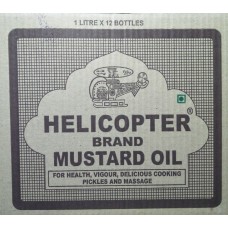 1 LITRE X 12 BOTTLES
HELICOPTER ®
BRAND
MUSTARD OIL
FOR HEALTH, VIGOUR, DELICIOUS COOKING
PICKLES AND MASSAGE